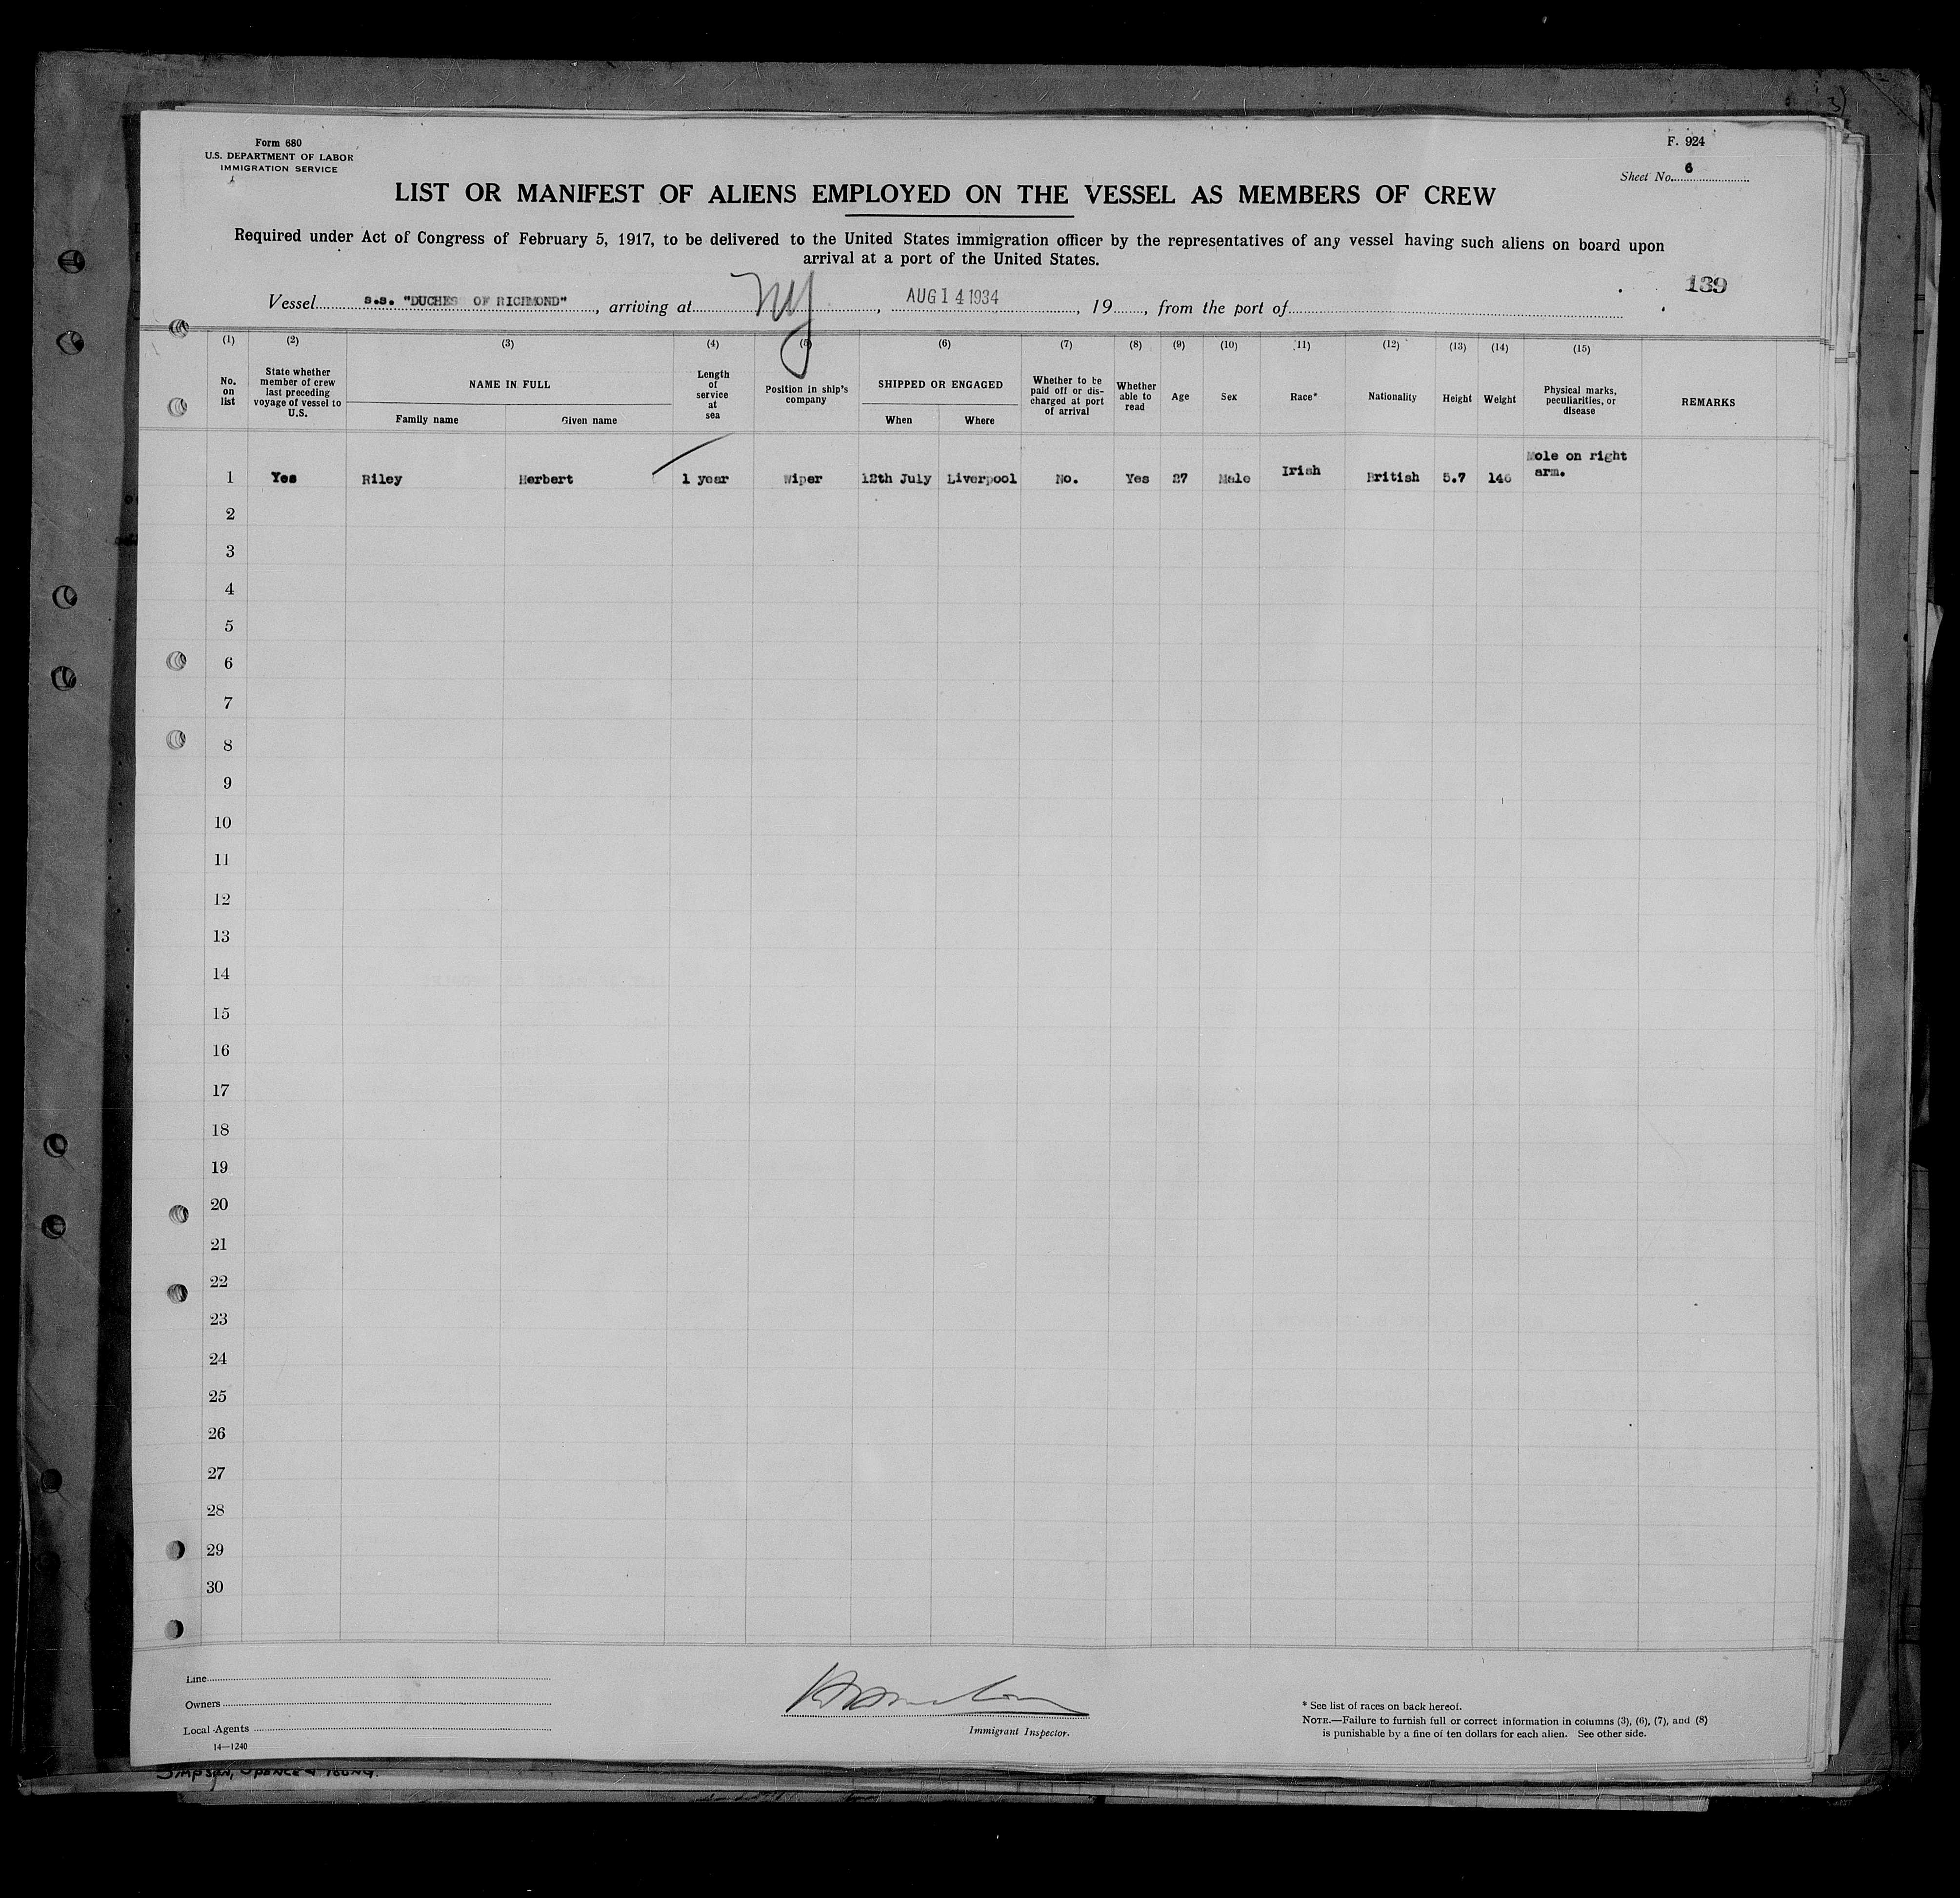 Form 680
U.S. DEPARTMENT OF LABOR
IMMIGRATION SERVICE
F. 924
Sheet No. 6
LIST OR MANIFEST OF ALIENS EMPLOYED ON THE VESSEL AS MEMBERS OF CREW
Required under Act of Congress of February 5, 1917, to be delivered to the United States immigration officer by the representatives of any vessel having such aliens on board upon
arrival at a port of the United States.
139
Vessel s.s. "DUCHES OF RICHMOND", arriving at NY, AUG 14 1934, 19, from the port of
(1) (2) (3) (4) (5) (6) (7) (8) (9) (10) (11) (12) (13) (14) (15)
No. on list
State whether member of crew last preceding voyage of vessel to U.S.
NAME IN FULL
Family name Given name
Length of service at sea
Position in ship's company
SHIPPED OR ENGAGED
When Where
Whether to be paid off or dis-charged at port of arrival
Whether able to read
Age
Sex
Race*
Nationality
Height
Weight
Physical marks, peculiarities, or disease
REMARKS
1 Yes Riley Herbert 1 year Wiper 12th July Liverpool No. Yes 27 Male Irish British 5.7 146 Mole on right arm.
2
3
4
5
6
7
8
9
10
11
12
13
14
15
16
17
18
19
20
21
22
23
24
25
26
27
28
29
30
Line
Owners
Local Agents
14—1240
Immigrant Inspector.
* See list of races on back hereof.
NOTE.—Failure to furnish full or correct information in columns (3), (6), (7), and (8)
is punishable by a fine of ten dollars for each alien. See other side.
Simpson, Spence & Young.